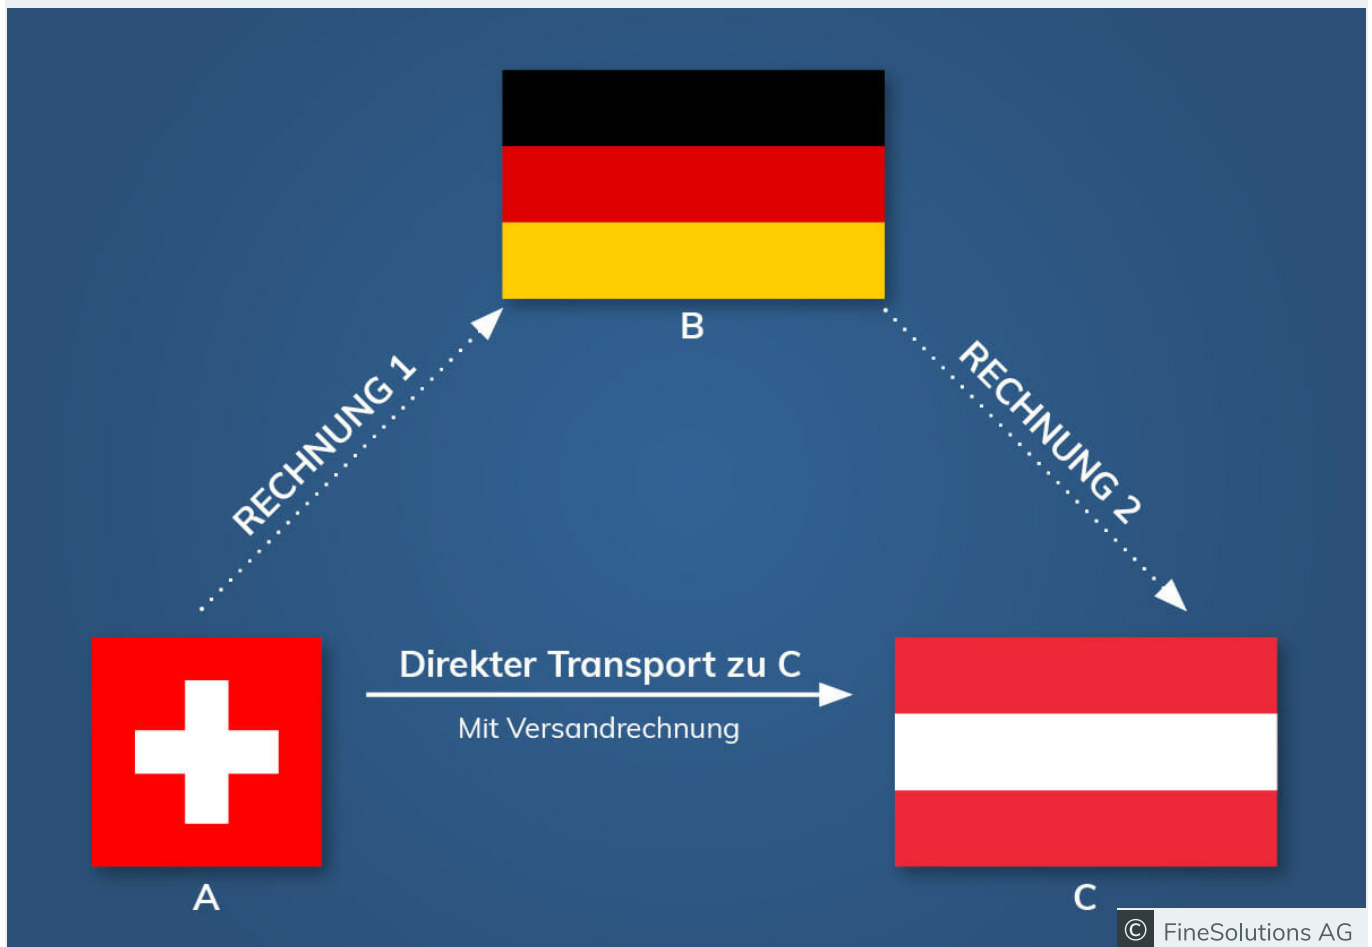 B
RECHNUNG 1
RECHNUNG 2
Direkter Transport zu C
Mit Versandrechnung
A
C
© FineSolutions AG